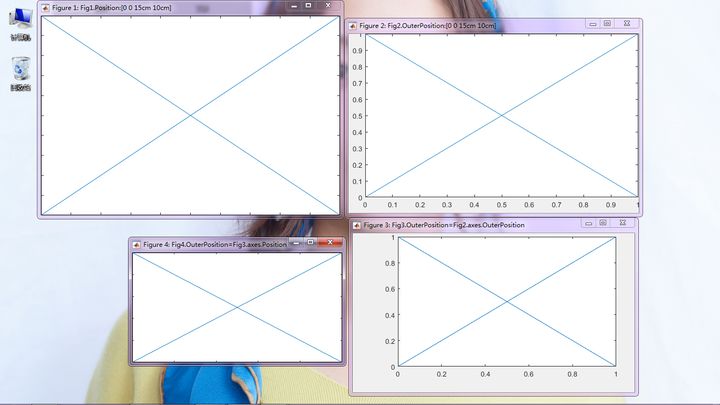 Figure 1: Fig1.Position:[0 0 15cm 10cm]
计算机
回收站
Figure 2: Fig2.OuterPosition:[0 0 15cm 10cm]
1
0.9
0.8
0.7
0.6
0.5
0.4
0.3
0.2
0.1
0
0 0.1 0.2 0.3 0.4 0.5 0.6 0.7 0.8 0.9 1
Figure 4: Fig4.OuterPosition=Fig3.axes.Position
Figure 3: Fig3.OuterPosition=Fig2.axes.OuterPosition
1
0.8
0.6
0.4
0.2
0
0 0.2 0.4 0.6 0.8 1